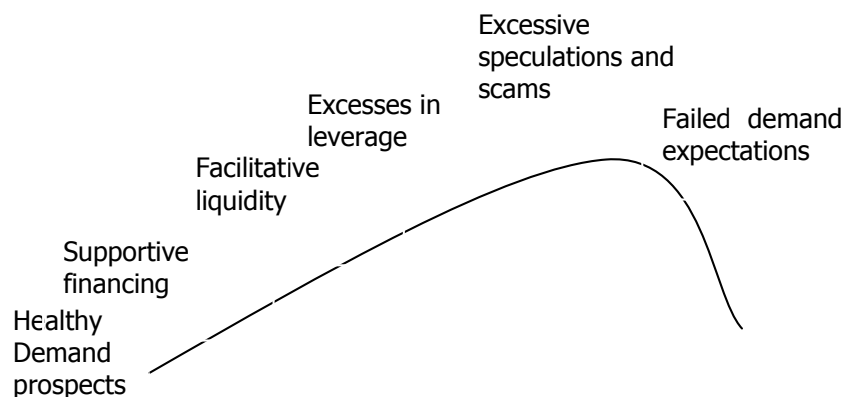 Healthy
Demand
prospects
Supportive
financing
Facilitative
liquidity
Excesses in
leverage
Excessive
speculations and
scams
Failed demand
expectations